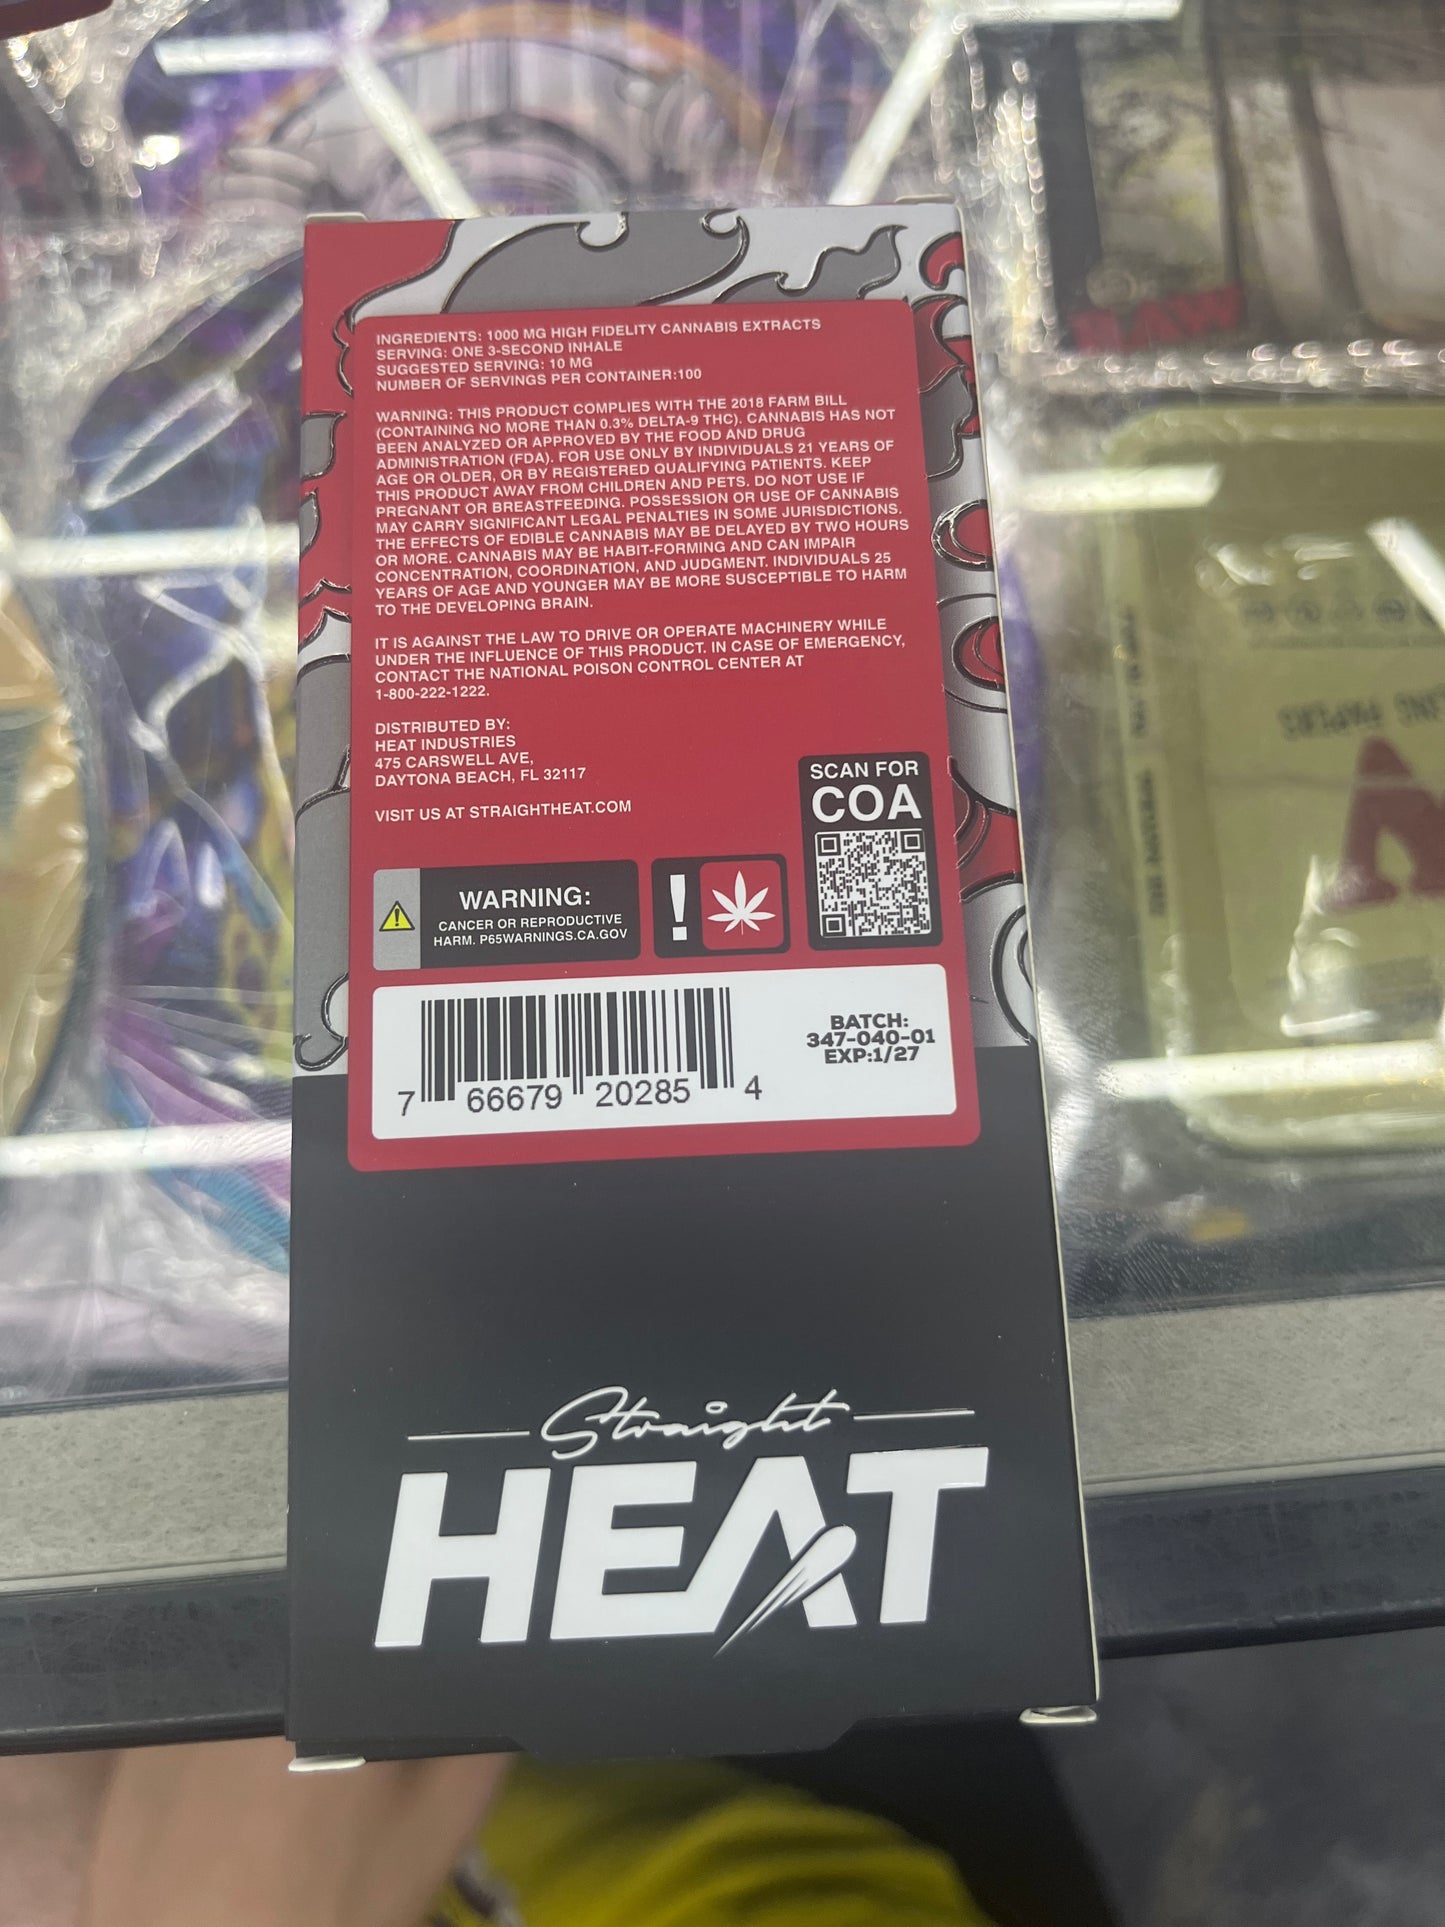 INGREDIENTS: 1000 MG HIGH FIDELITY CANNABIS EXTRACTS
SERVING: ONE 3-SECOND INHALE
SUGGESTED SERVING: 10 MG
NUMBER OF SERVINGS PER CONTAINER:100
WARNING: THIS PRODUCT COMPLIES WITH THE 2018 FARM BILL
(CONTAINING NO MORE THAN 0.3% DELTA-9 THC). CANNABIS HAS NOT
BEEN ANALYZED OR APPROVED BY THE FOOD AND DRUG
ADMINISTRATION (FDA). FOR USE ONLY BY INDIVIDUALS 21 YEARS OF
AGE OR OLDER, OR BY REGISTERED QUALIFYING PATIENTS. KEEP
THIS PRODUCT AWAY FROM CHILDREN AND PETS. DO NOT USE IF
PREGNANT OR BREASTFEEDING. POSSESSION OR USE OF CANNABIS
MAY CARRY SIGNIFICANT LEGAL PENALTIES IN SOME JURISDICTIONS.
THE EFFECTS OF EDIBLE CANNABIS MAY BE DELAYED BY TWO HOURS
OR MORE. CANNABIS MAY BE HABIT-FORMING AND CAN IMPAIR
CONCENTRATION, COORDINATION, AND JUDGMENT. INDIVIDUALS 25
YEARS OF AGE AND YOUNGER MAY BE MORE SUSCEPTIBLE TO HARM
TO THE DEVELOPING BRAIN.
IT IS AGAINST THE LAW TO DRIVE OR OPERATE MACHINERY WHILE
UNDER THE INFLUENCE OF THIS PRODUCT. IN CASE OF EMERGENCY,
CONTACT THE NATIONAL POISON CONTROL CENTER AT
1-800-222-1222.
DISTRIBUTED BY:
HEAT INDUSTRIES
475 CARSWELL AVE,
DAYTONA BEACH, FL 32117
VISIT US AT STRAIGHTHEAT.COM
SCAN FOR
COA
WARNING:
CANCER OR REPRODUCTIVE
HARM. P65WARNINGS.CA.GOV
!
BATCH:
347-040-01
EXP:1/27
7 66679 20285 4
Straight
HEAT
RAW
PAPERS